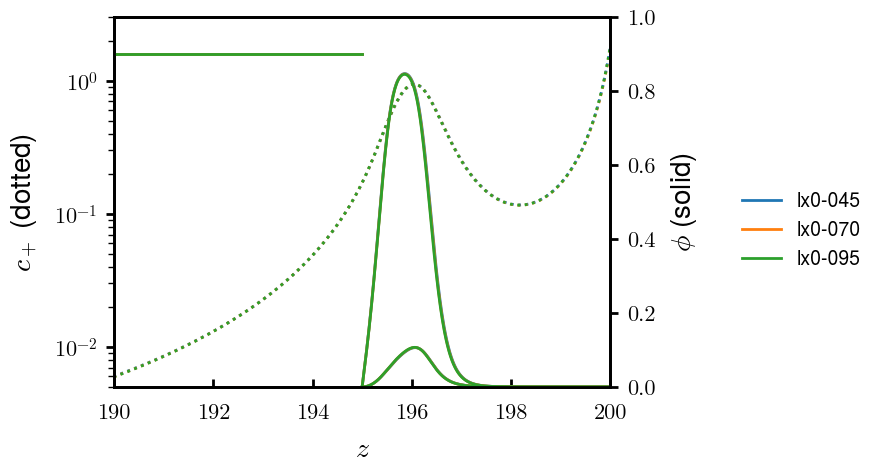 c₊ (dotted)
10⁰
10⁻¹
10⁻²
1.0
0.8
0.6
0.4
0.2
0.0
ϕ (solid)
190 192 194 196 198 200
z
lx0-045
lx0-070
lx0-095